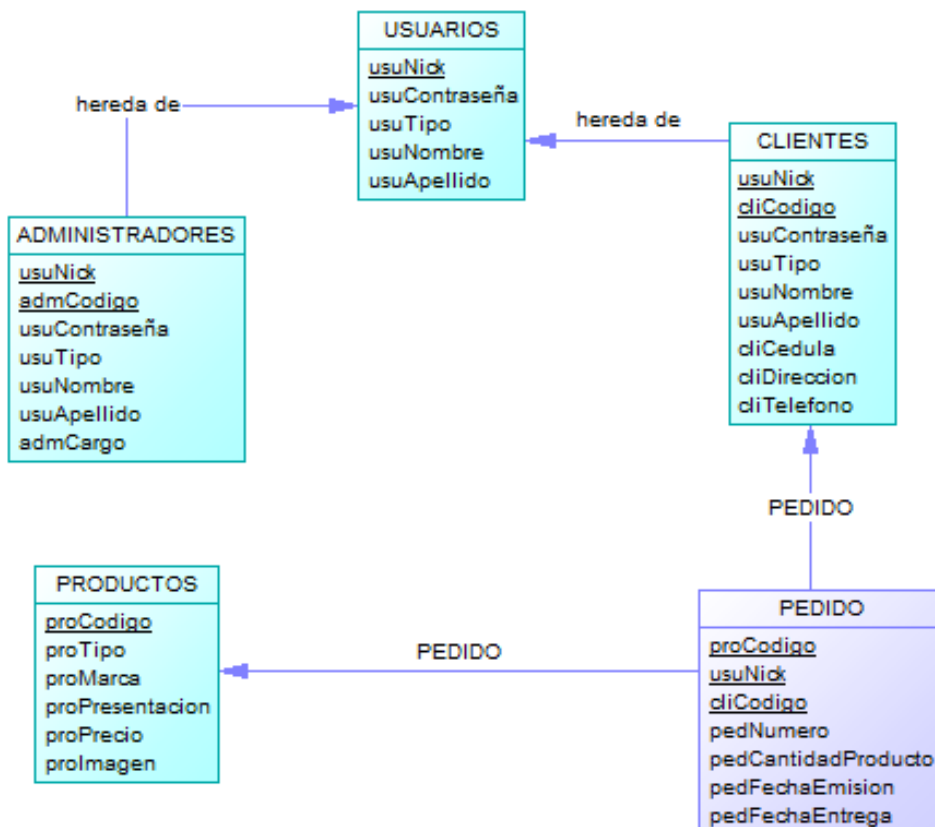 USUARIOS
usuNick
usuContraseña
usuTipo
usuNombre
usuApellido
hereda de
hereda de
CLIENTES
usuNick
cliCodigo
usuContraseña
usuTipo
usuNombre
usuApellido
cliCedula
cliDireccion
cliTelefono
ADMINISTRADORES
usuNick
admCodigo
usuContraseña
usuTipo
usuNombre
usuApellido
admCargo
PEDIDO
PRODUCTOS
proCodigo
proTipo
proMarca
proPresentacion
proPrecio
proImagen
PEDIDO
PEDIDO
proCodigo
usuNick
cliCodigo
pedNumero
pedCantidadProducto
pedFechaEmision
pedFechaEntrega